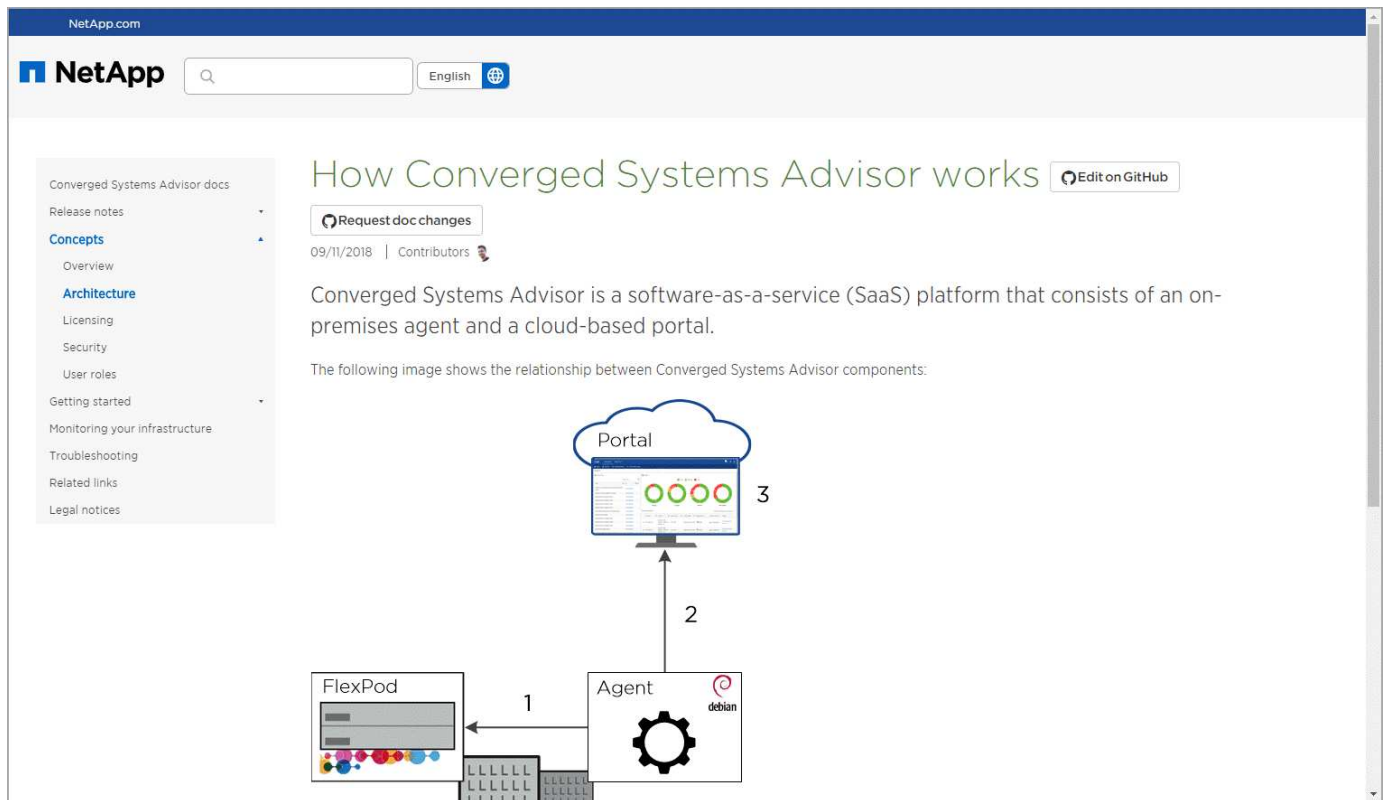 NetApp.com
NetApp
English
Converged Systems Advisor docs
Release notes
Concepts
Overview
Architecture
Licensing
Security
User roles
Getting started
Monitoring your infrastructure
Troubleshooting
Related links
Legal notices
How Converged Systems Advisor works Edit on GitHub
Request doc changes
09/11/2018 | Contributors
Converged Systems Advisor is a software-as-a-service (SaaS) platform that consists of an on-
premises agent and a cloud-based portal.
The following image shows the relationship between Converged Systems Advisor components:
Portal
3
2
FlexPod
1
Agent
debian